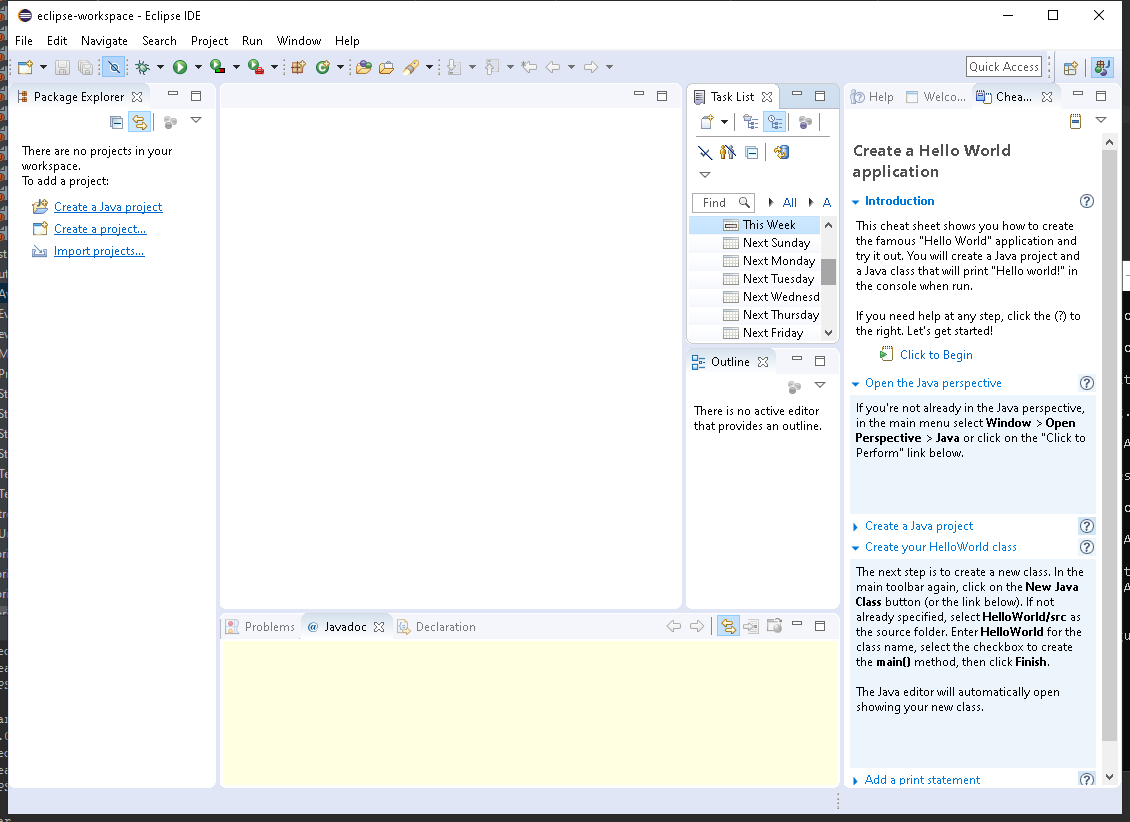 eclipse-workspace - Eclipse IDE
File Edit Navigate Search Project Run Window Help
Quick Access
Package Explorer
There are no projects in your
workspace.
To add a project:
Create a Java project
Create a project...
Import projects...
Task List
Find All A
This Week
Next Sunday
Next Monday
Next Tuesday
Next Wednesd
Next Thursday
Next Friday
Outline
There is no active editor
that provides an outline.
Problems @ Javadoc Declaration
Help Welco... Chea...
Create a Hello World
application
Introduction
This cheat sheet shows you how to create
the famous "Hello World" application and
try it out. You will create a Java project and
a Java class that will print "Hello world!" in
the console when run.
If you need help at any step, click the (?) to
the right. Let's get started!
Click to Begin
Open the Java perspective
If you're not already in the Java perspective,
in the main menu select Window > Open
Perspective > Java or click on the "Click to
Perform" link below.
Create a Java project
Create your HelloWorld class
The next step is to create a new class. In the
main toolbar again, click on the New Java
Class button (or the link below). If not
already specified, select HelloWorld/src as
the source folder. Enter HelloWorld for the
class name, select the checkbox to create
the main() method, then click Finish.
The Java editor will automatically open
showing your new class.
Add a print statement